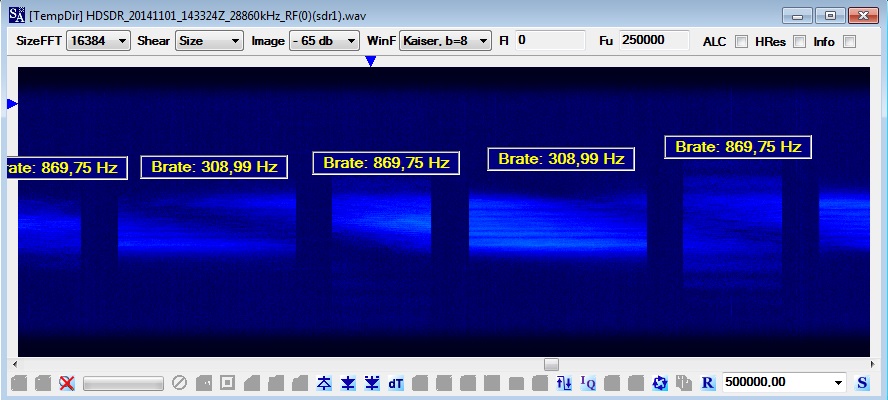 SA [TempDir] HDSDR_20141101_143324Z_28860kHz_RF(0)(sdr1).wav
SizeFFT 16384 Shear Size Image - 65 db WinF Kaiser, b=8 Fl 0 Fu 250000 ALC HRes Info
rate: 869,75 Hz Brate: 308,99 Hz Brate: 869,75 Hz Brate: 308,99 Hz Brate: 869,75 Hz
dT IQ R 500000,00 S